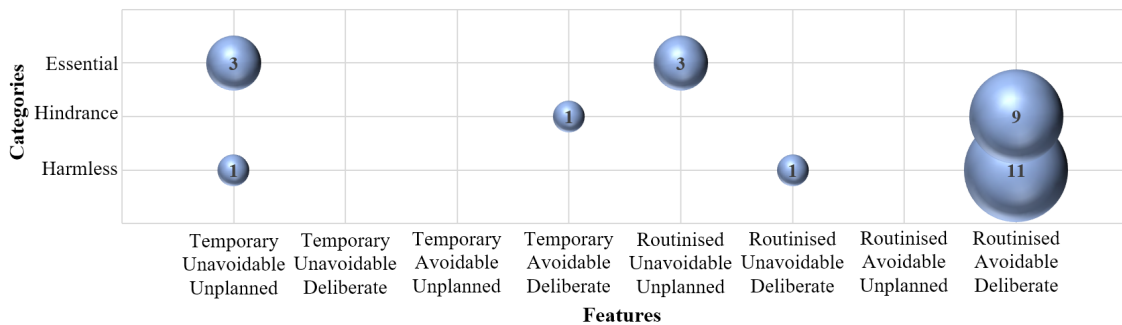 Categories
Essential
Hindrance
Harmless
3
3
1
9
1
1
11
Temporary
Unavoidable
Unplanned
Temporary
Unavoidable
Deliberate
Temporary
Avoidable
Unplanned
Temporary
Avoidable
Deliberate
Routinised
Unavoidable
Unplanned
Routinised
Unavoidable
Deliberate
Routinised
Avoidable
Unplanned
Routinised
Avoidable
Deliberate
Features